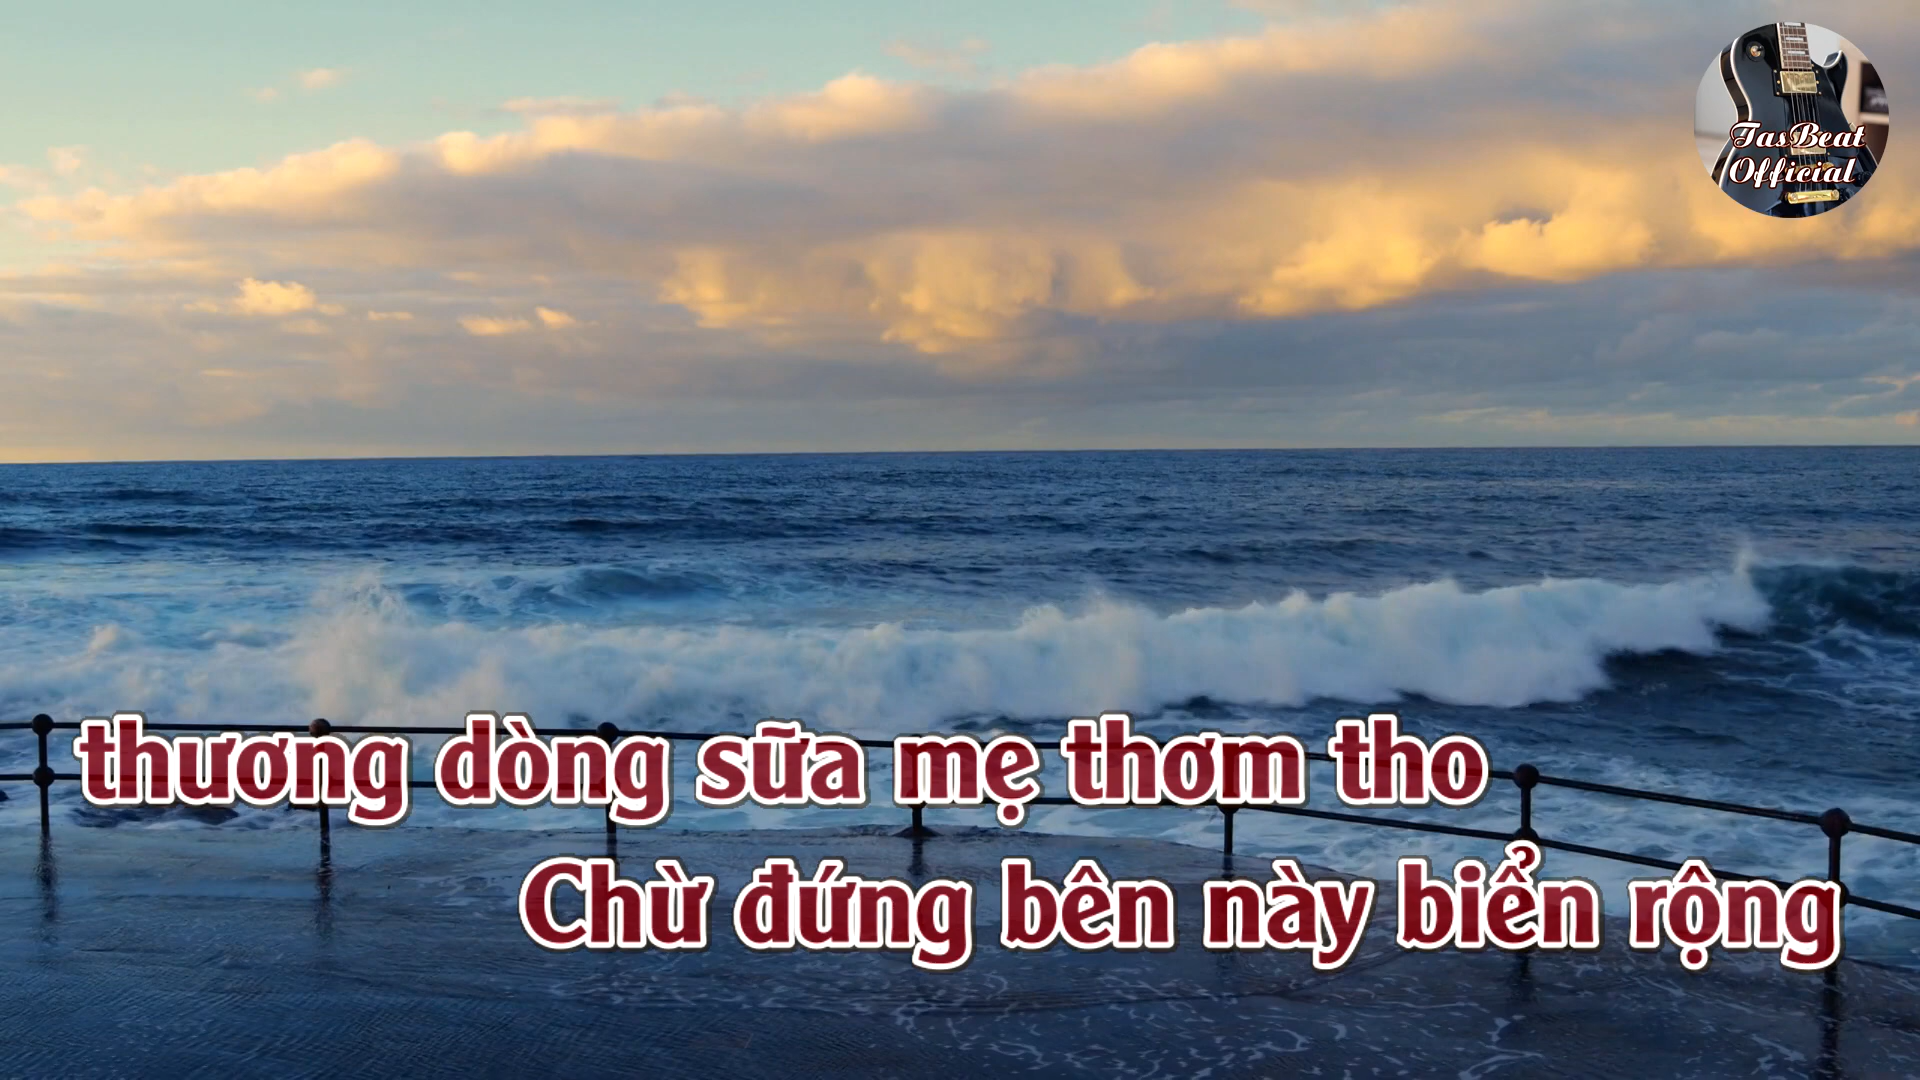 TasBeat
Official
thương dòng sữa mẹ thơm tho
Chừ đứng bên này biển rộng